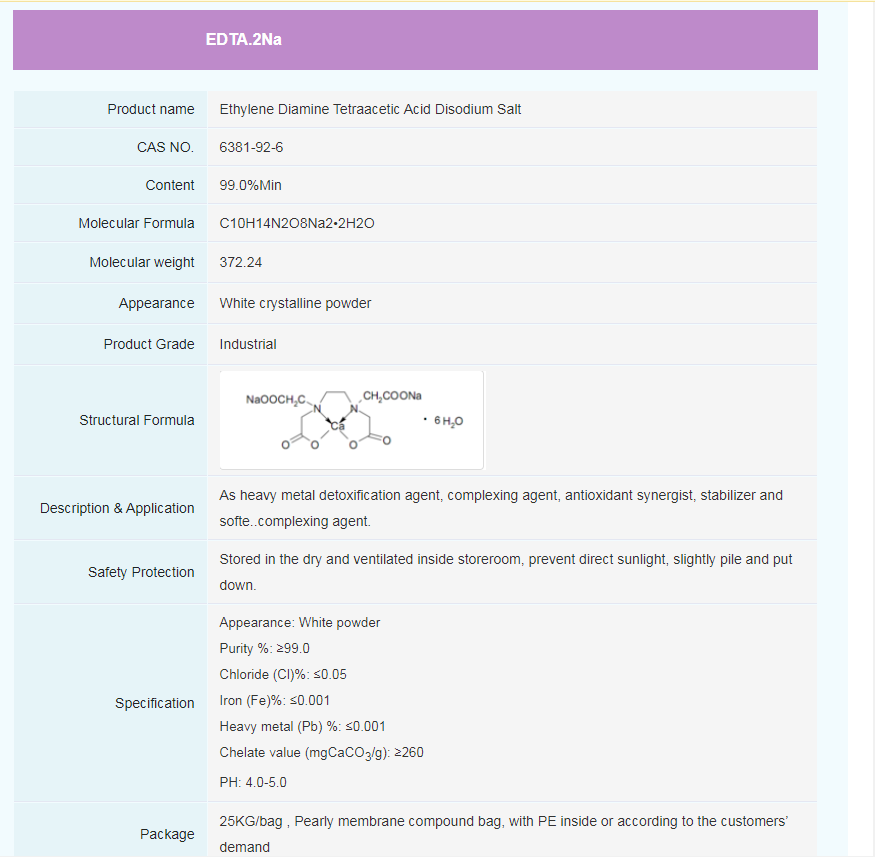 EDTA.2Na
Product name Ethylene Diamine Tetraacetic Acid Disodium Salt
CAS NO. 6381-92-6
Content 99.0%Min
Molecular Formula C10H14N2O8Na2•2H2O
Molecular weight 372.24
Appearance White crystalline powder
Product Grade Industrial
Structural Formula
NaOOCH₂C CH₂COONa
N N
Ca • 6H₂O
O O O O
Description & Application As heavy metal detoxification agent, complexing agent, antioxidant synergist, stabilizer and
softe..complexing agent.
Safety Protection Stored in the dry and ventilated inside storeroom, prevent direct sunlight, slightly pile and put
down.
Specification
Appearance: White powder
Purity %: ≥99.0
Chloride (Cl)%: ≤0.05
Iron (Fe)%: ≤0.001
Heavy metal (Pb) %: ≤0.001
Chelate value (mgCaCO₃/g): ≥260
PH: 4.0-5.0
Package 25KG/bag , Pearly membrane compound bag, with PE inside or according to the customers’
demand